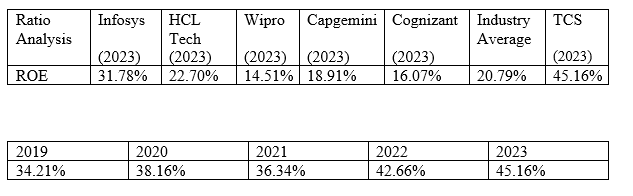 Ratio Analysis Infosys (2023) HCL Tech (2023) Wipro (2023) Capgemini (2023) Cognizant (2023) Industry Average TCS (2023)
ROE 31.78% 22.70% 14.51% 18.91% 16.07% 20.79% 45.16%
2019 2020 2021 2022 2023
34.21% 38.16% 36.34% 42.66% 45.16%